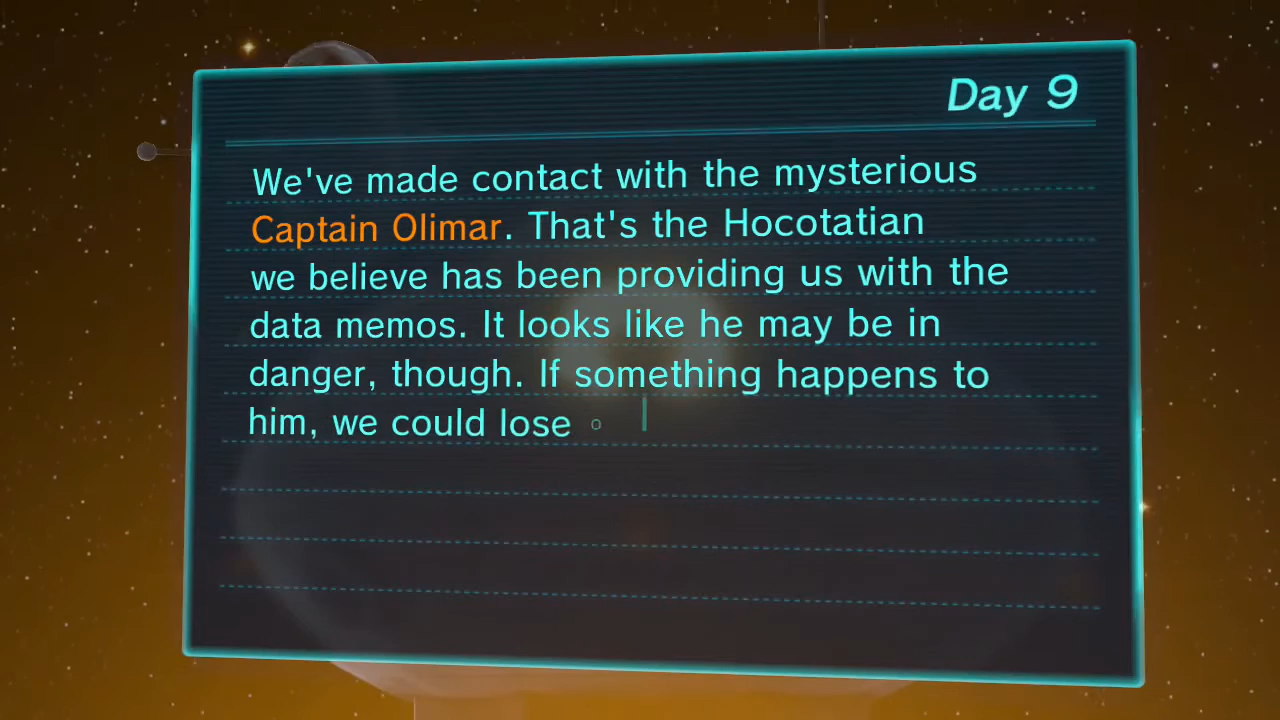 Day 9
We've made contact with the mysterious
Captain Olimar. That's the Hocotatian
we believe has been providing us with the
data memos. It looks like he may be in
danger, though. If something happens to
him, we could lose o